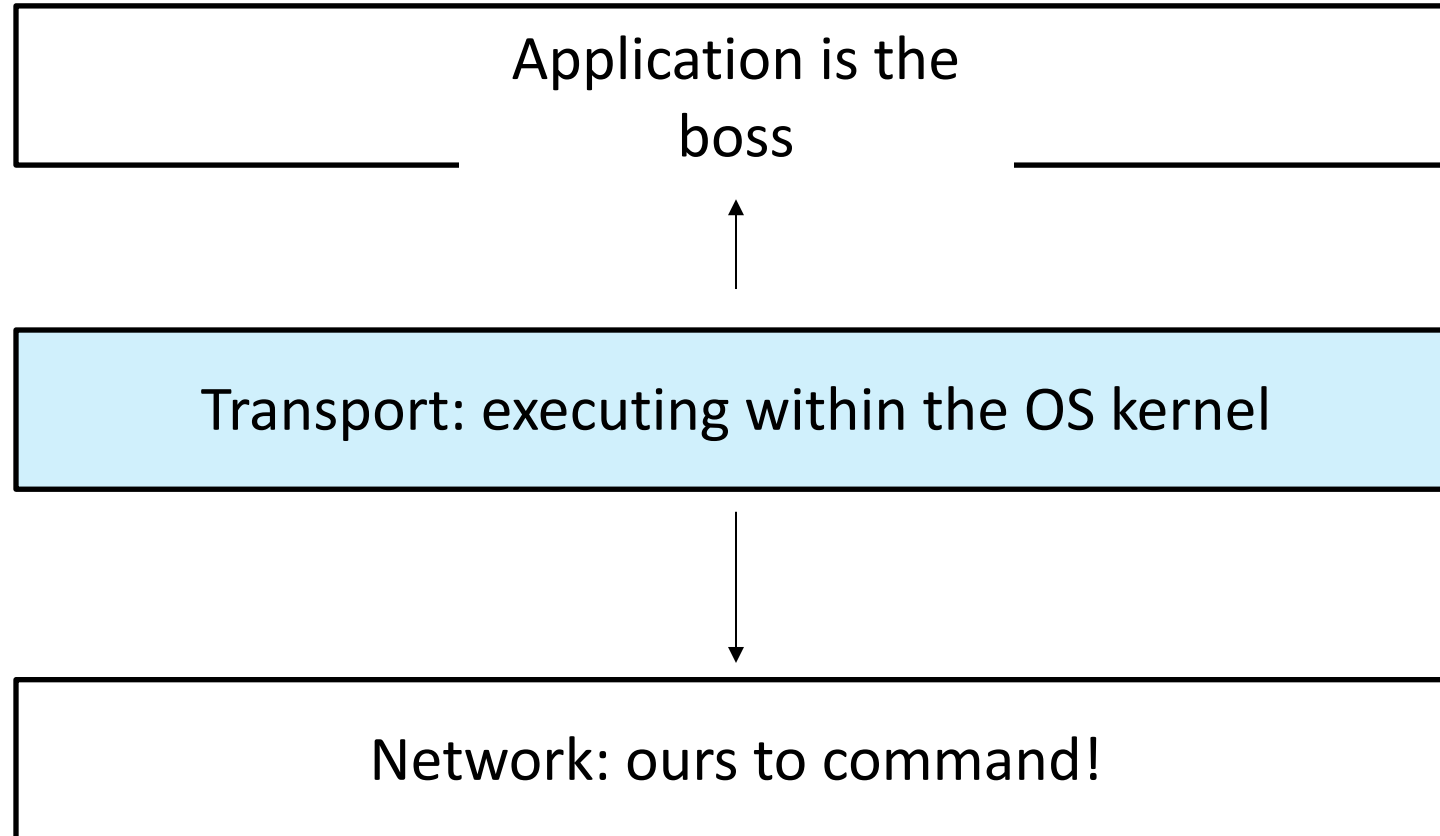 Application is the
boss
Transport: executing within the OS kernel
Network: ours to command!